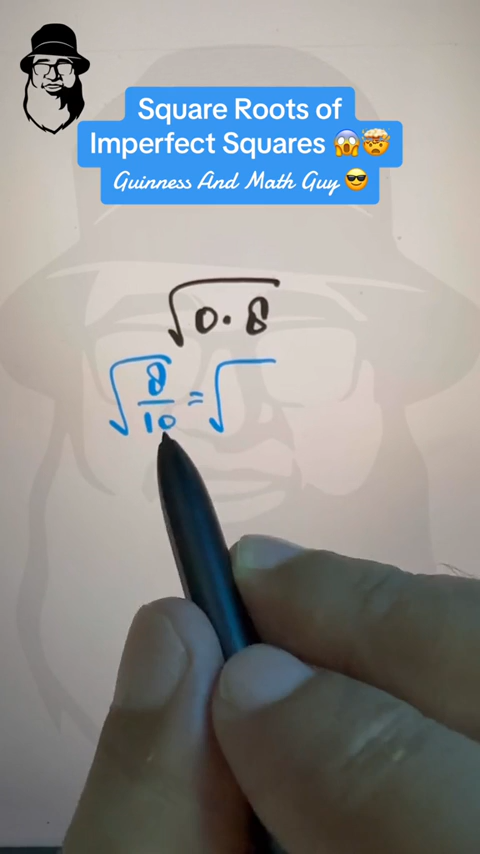 Square Roots of
Imperfect Squares 😱🤯
Guinness And Math Guy 😎
√0.8
√8/10 = √